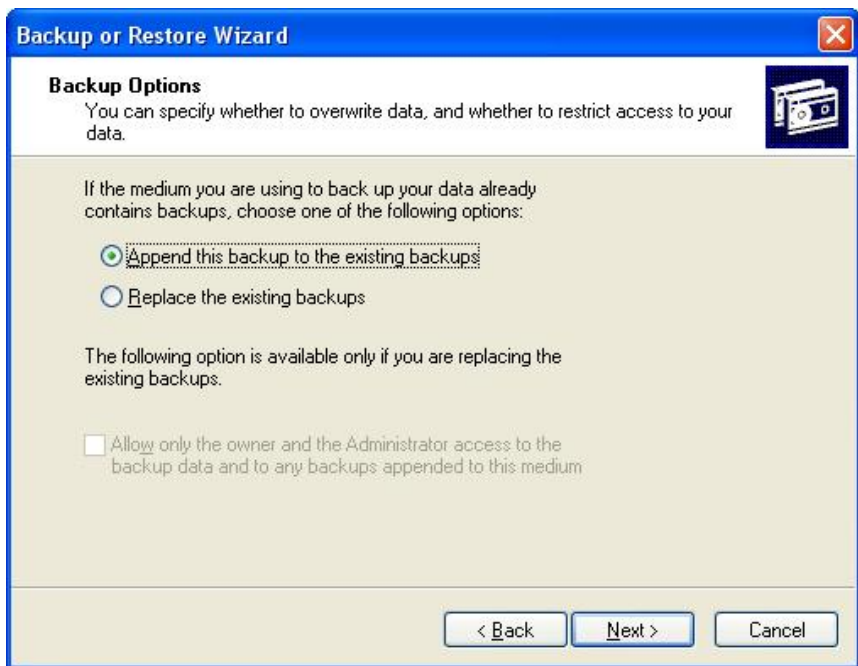 Backup or Restore Wizard
Backup Options
You can specify whether to overwrite data, and whether to restrict access to your
data.
If the medium you are using to back up your data already
contains backups, choose one of the following options:
Append this backup to the existing backups
Replace the existing backups
The following option is available only if you are replacing the
existing backups.
Allow only the owner and the Administrator access to the
backup data and to any backups appended to this medium
< Back
Next >
Cancel